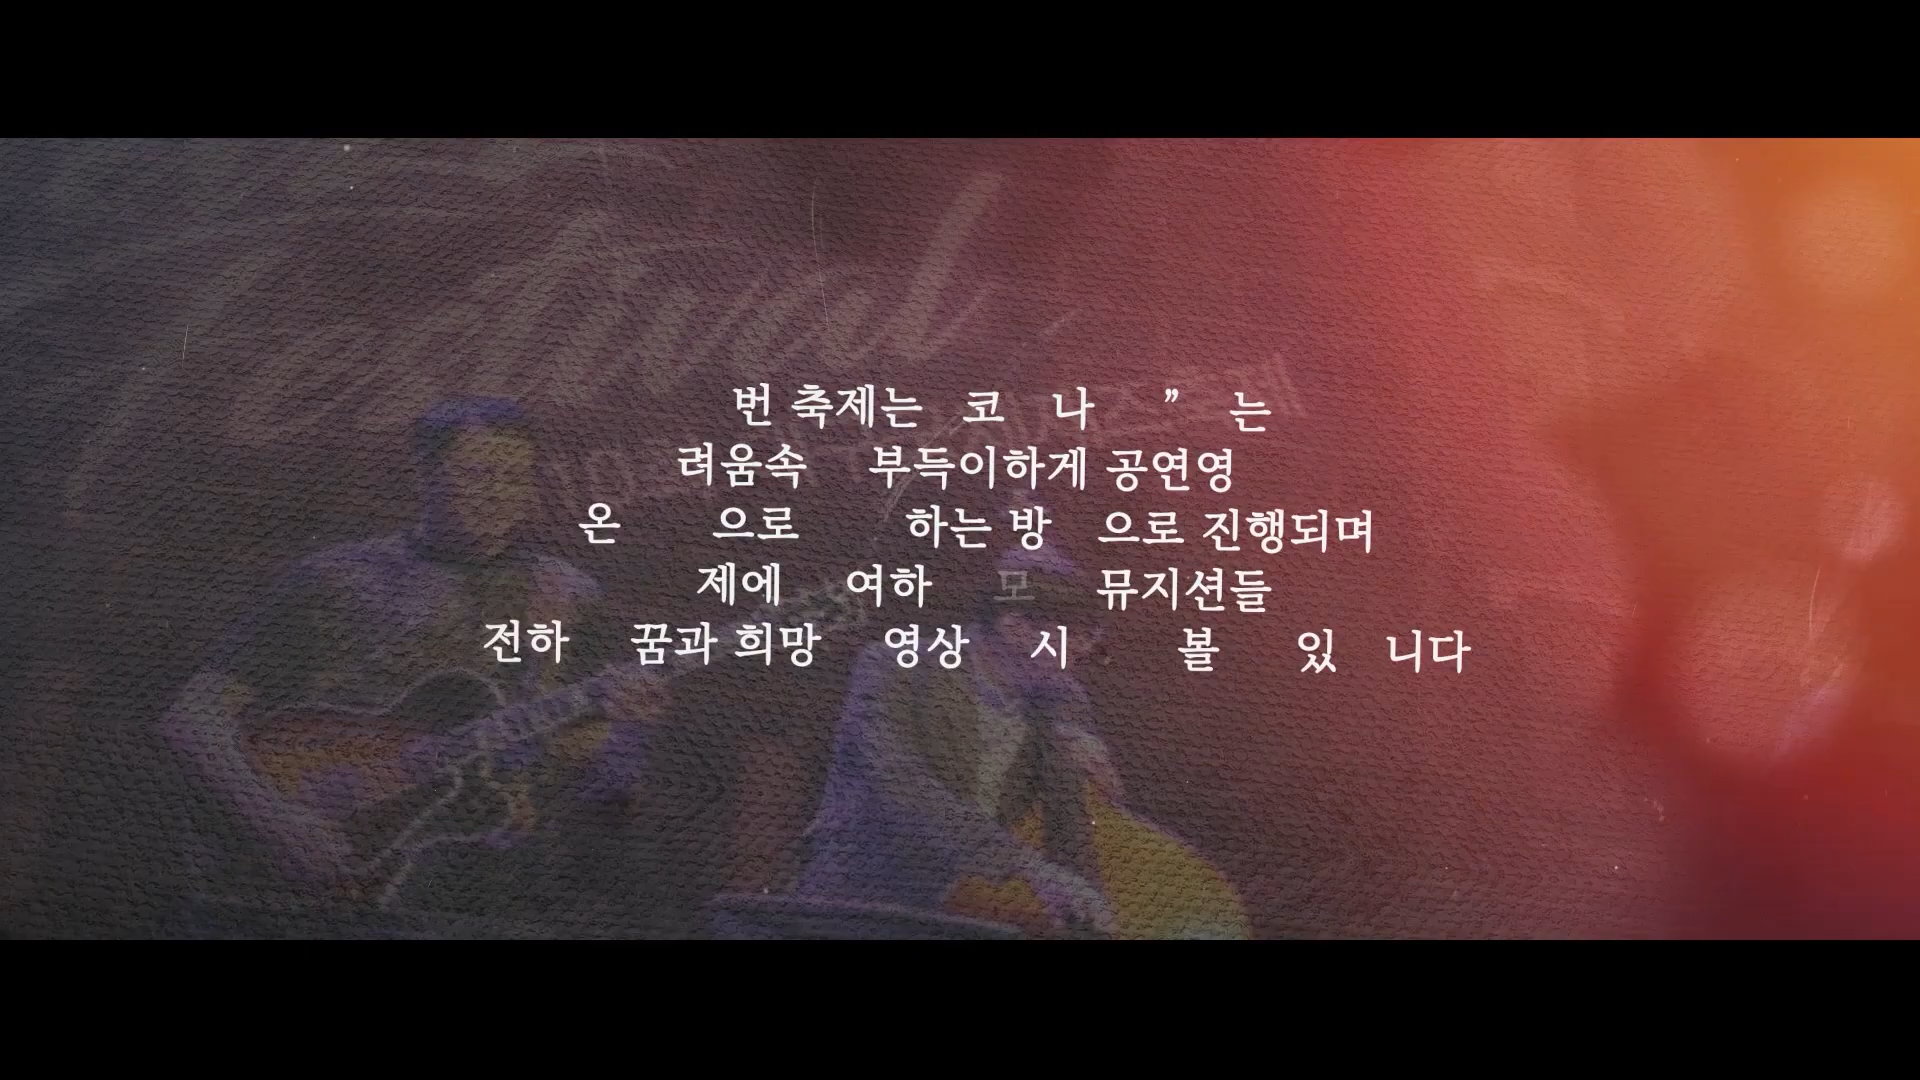 번 축제는 코 나 ” 는
려움속 부득이하게 공연영
온 으로 하는 방 으로 진행되며
제에 여하 모 뮤지션들
전하 꿈과 희망 영상 시 볼 있 니다